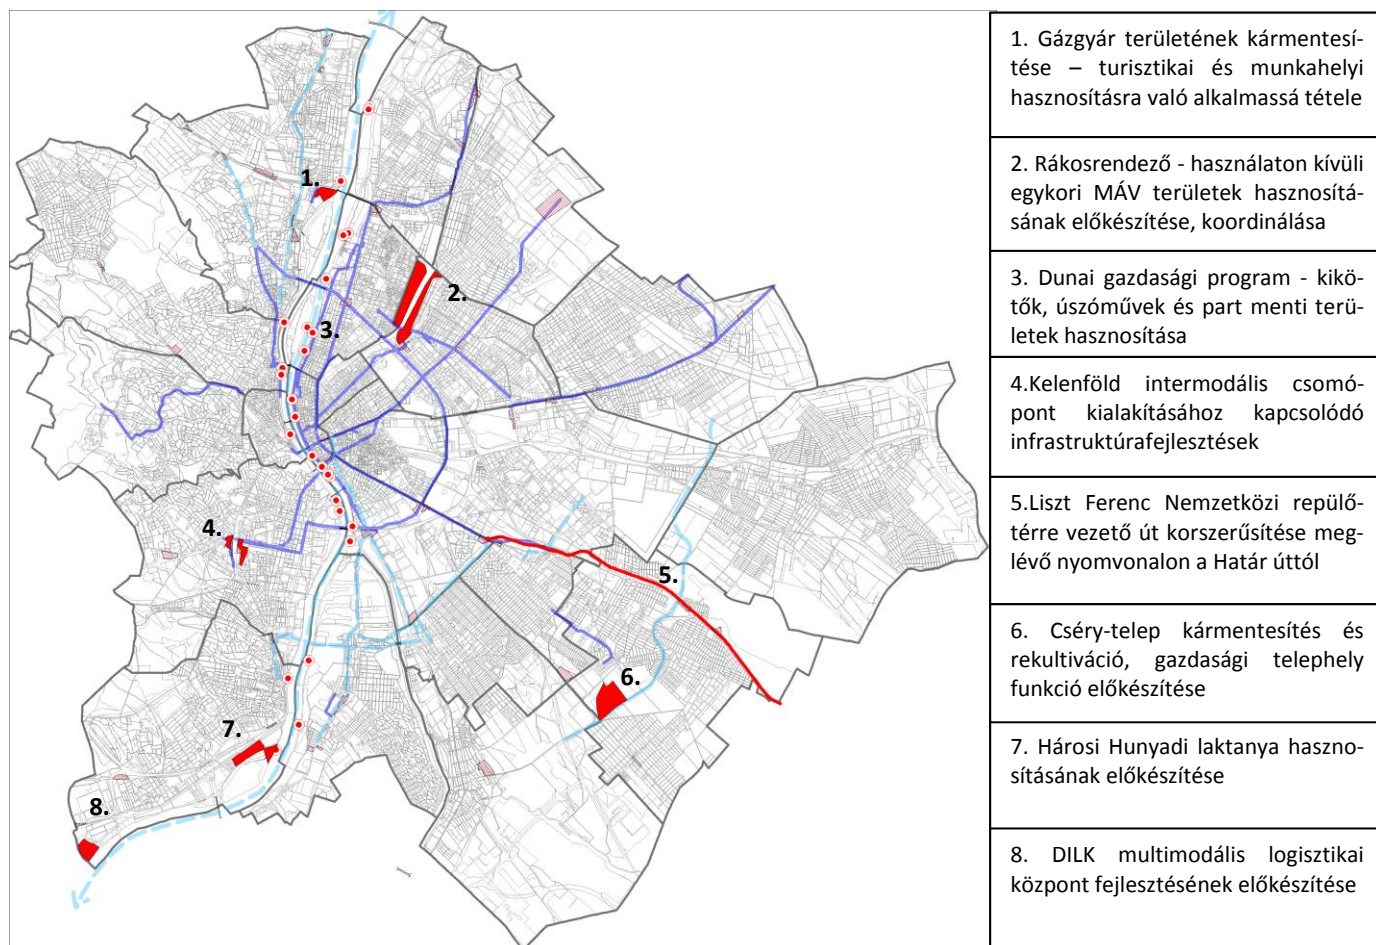 1.
2.
3.
4.
5.
6.
7.
8.
1. Gázgyár területének kármentesí-
tése – turisztikai és munkahelyi
hasznosításra való alkalmassá tétele
2. Rákosrendező - használaton kívüli
egykori MÁV területek hasznosítá-
sának előkészítése, koordinálása
3. Dunai gazdasági program - kikö-
tők, úszóművek és part menti terü-
letek hasznosítása
4.Kelenföld intermodális csomó-
pont kialakításához kapcsolódó
infrastruktúrafejlesztések
5.Liszt Ferenc Nemzetközi repülő-
térre vezető út korszerűsítése meg-
lévő nyomvonalon a Határ úttól
6. Cséry-telep kármentesítés és
rekultiváció, gazdasági telephely
funkció előkészítése
7. Hárosi Hunyadi laktanya haszno-
sításának előkészítése
8. DILK multimodális logisztikai
központ fejlesztésének előkészítése